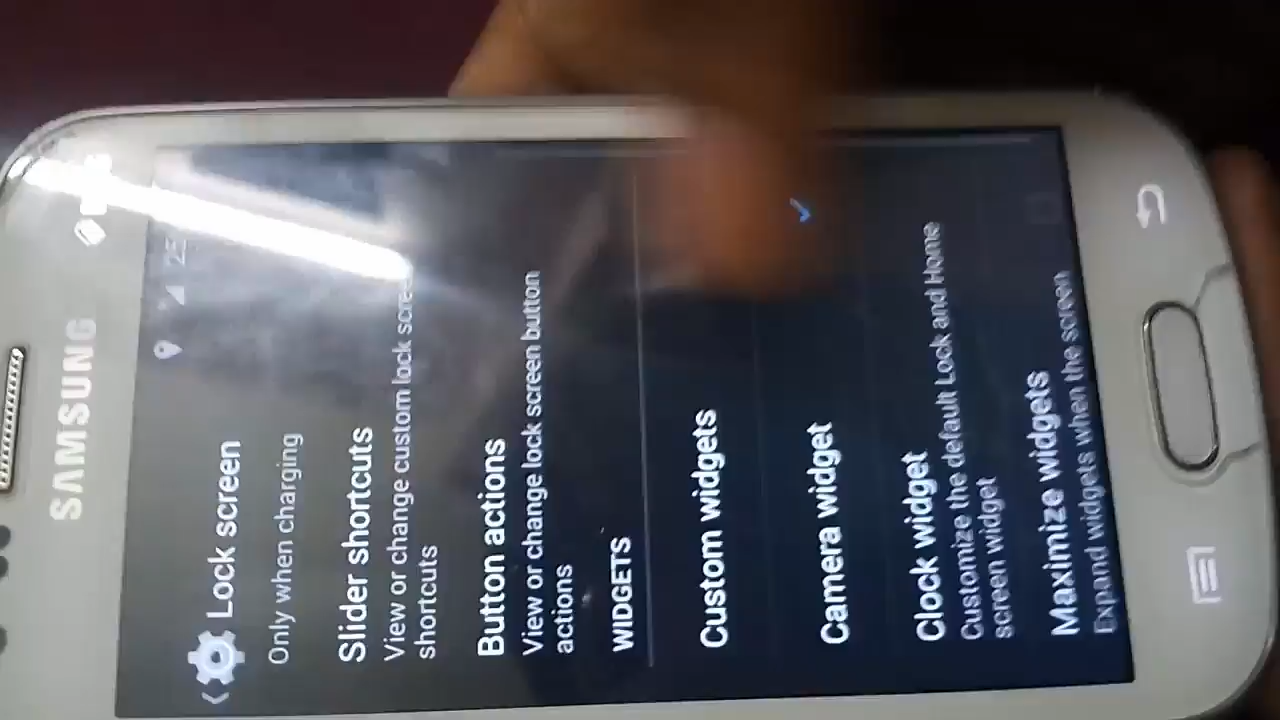 SAMSUNG
Lock screen
Only when charging
Slider shortcuts
View or change custom lock screen
shortcuts
Button actions
View or change lock screen button
actions
WIDGETS
Custom widgets
Camera widget
Clock widget
Customize the default Lock and Home
screen widget
Maximize widgets
Expand widgets when the screen